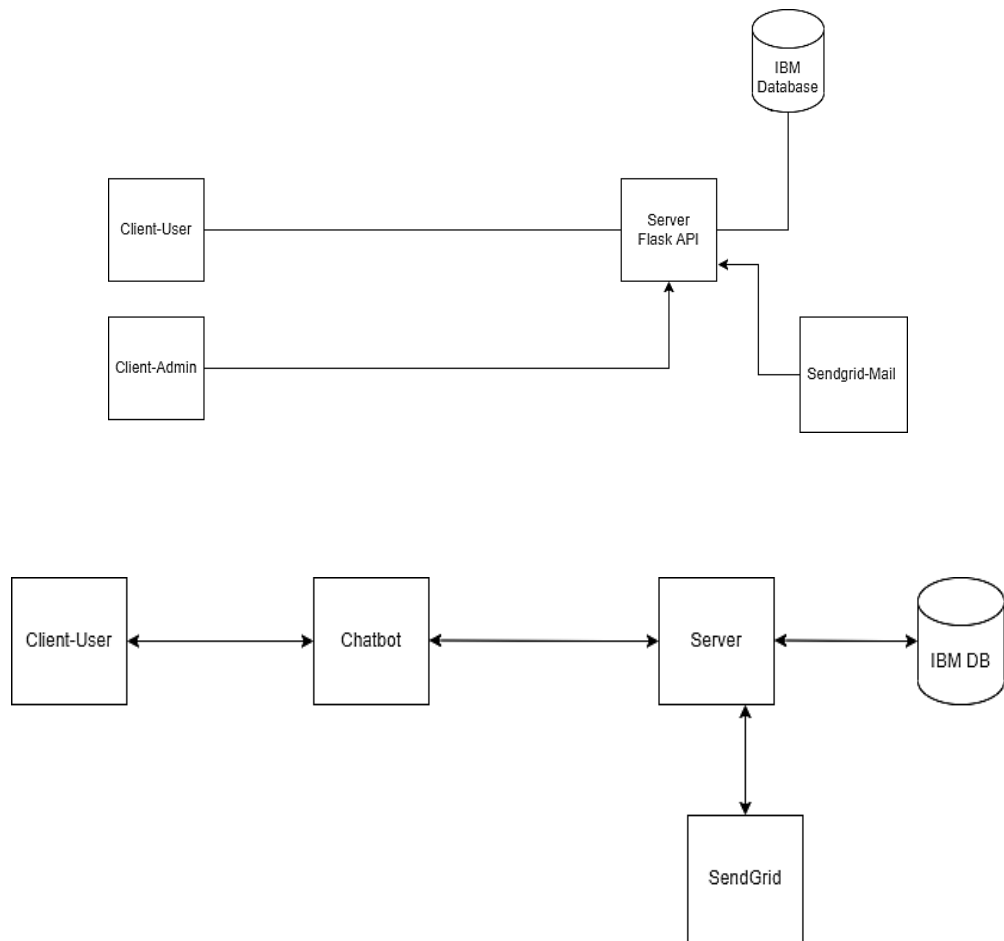 IBM
Database
Client-User
Server
Flask API
Client-Admin
Sendgrid-Mail
Client-User
Chatbot
Server
IBM DB
SendGrid